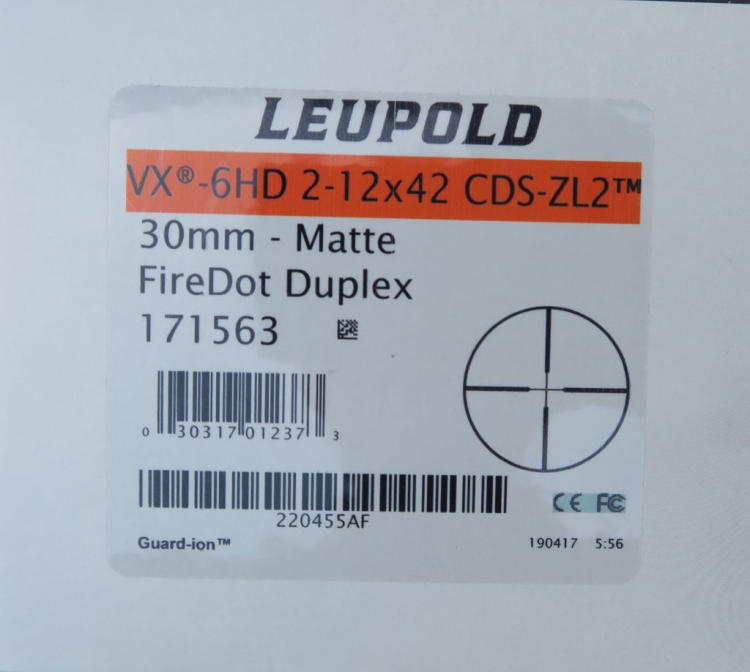 LEUPOLD
VX®-6HD 2-12x42 CDS-ZL2™
30mm - Matte
FireDot Duplex
171563
0 30317 01237 3
220455AF
CE FC
Guard-ion™ 190417 5:56